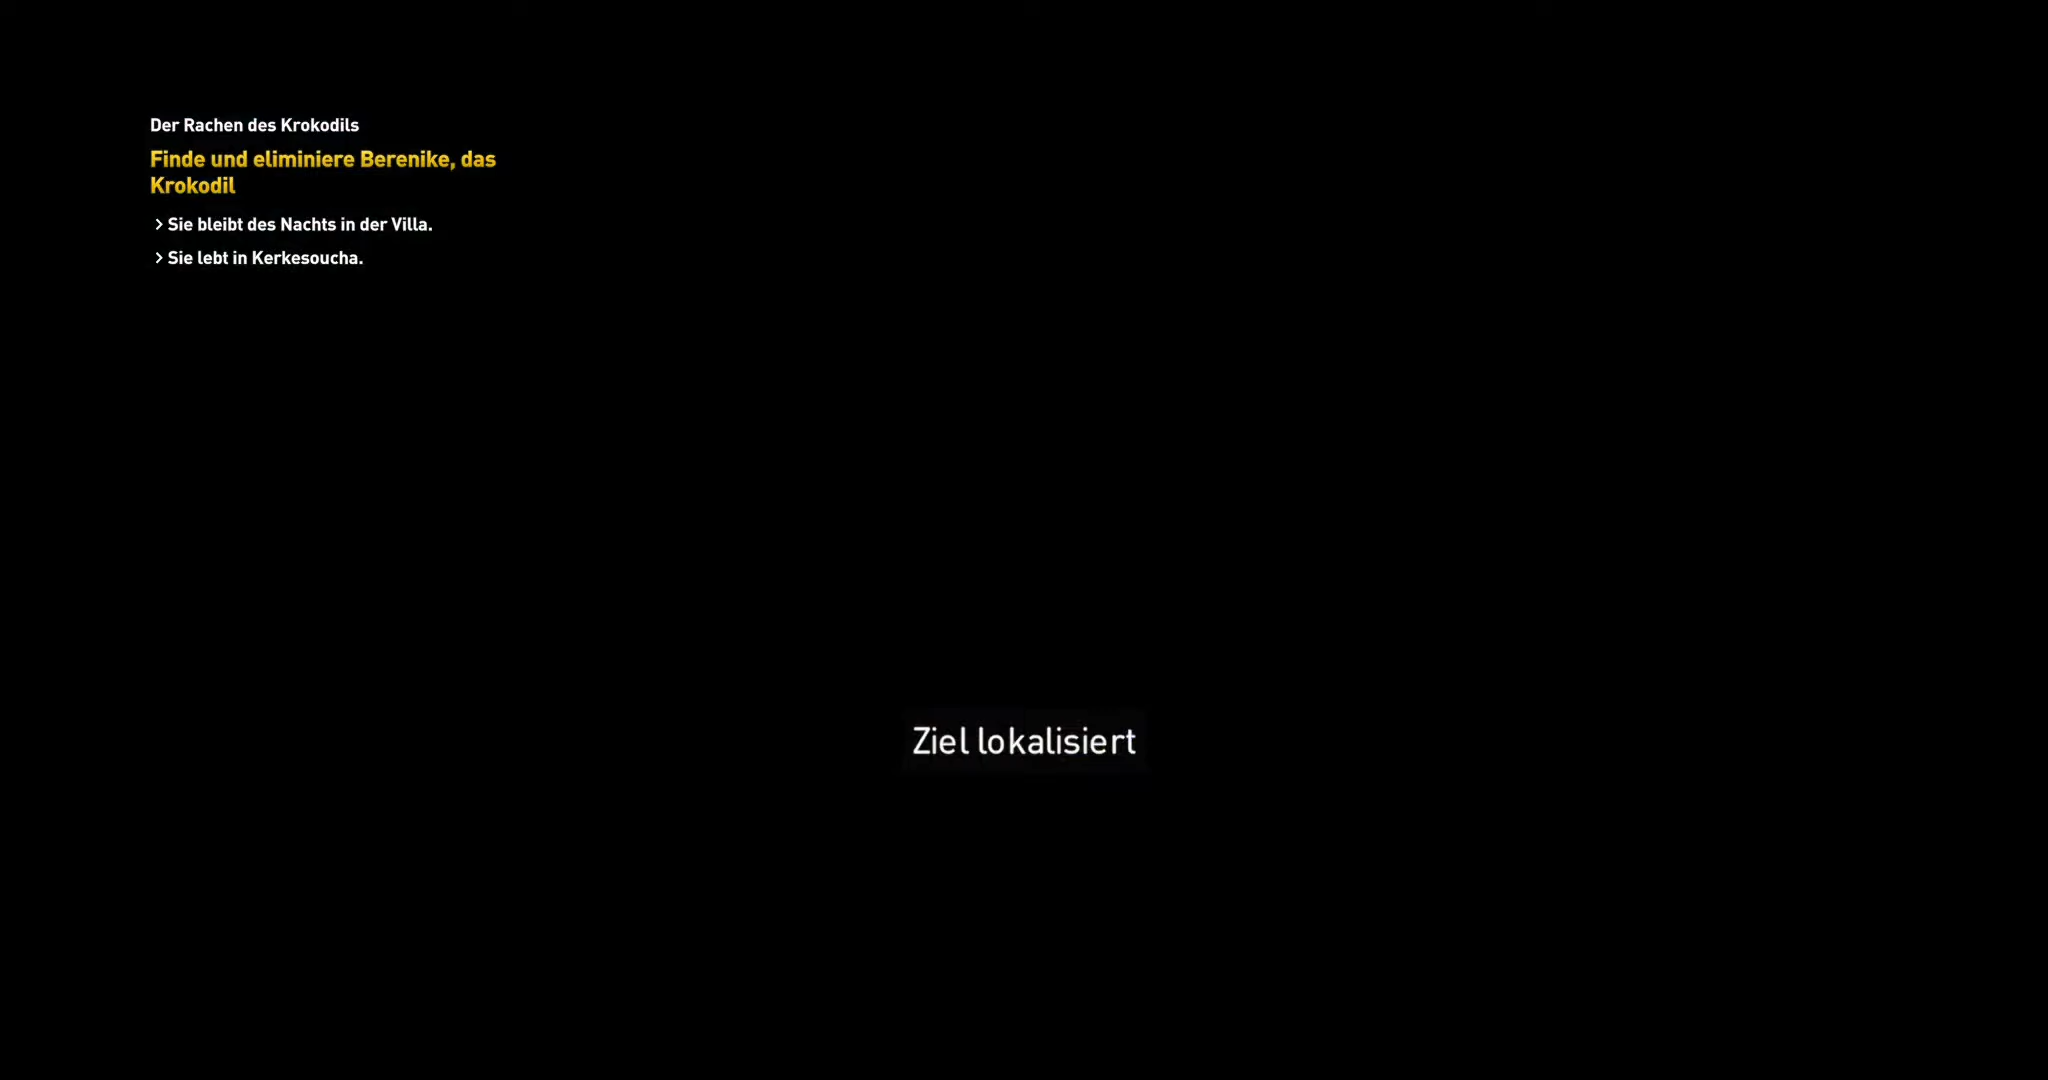 Der Rachen des Krokodils
Finde und eliminiere Berenike, das
Krokodil
> Sie bleibt des Nachts in der Villa.
> Sie lebt in Kerkesoucha.
Ziel lokalisiert